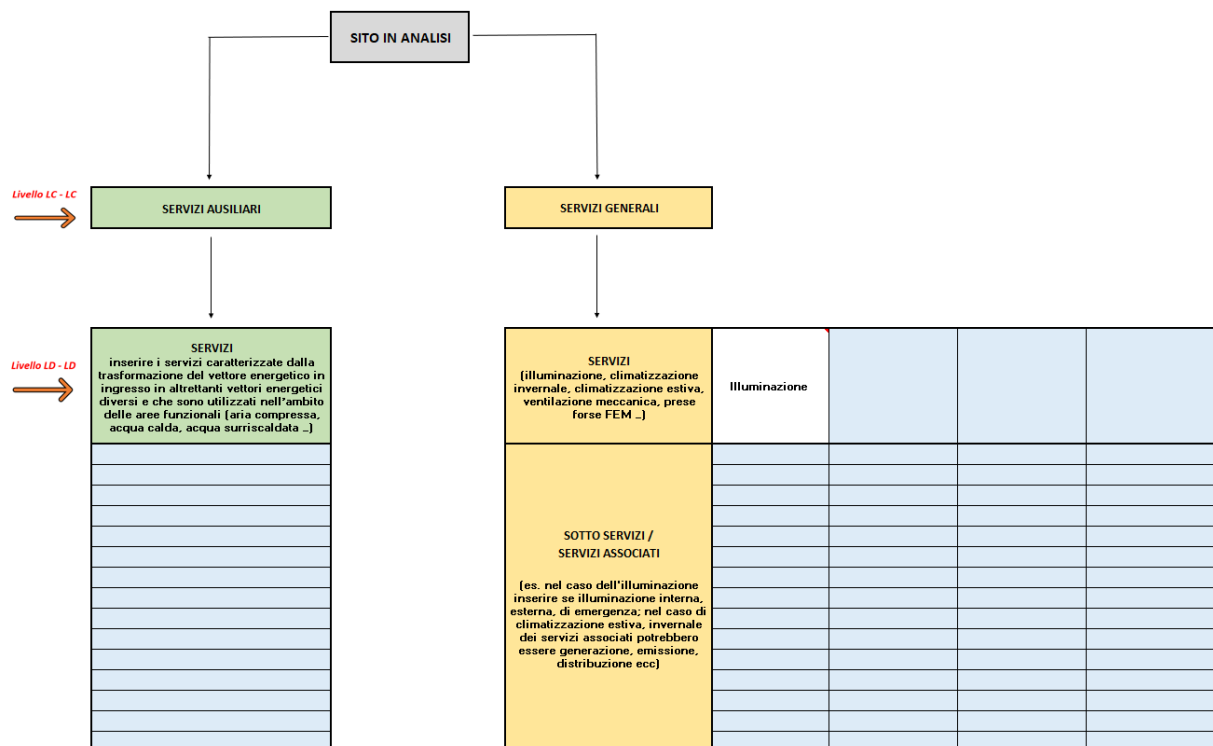 SITO IN ANALISI
Livello LC - LC
SERVIZI AUSILIARI
SERVIZI GENERALI
Livello LD - LD
SERVIZI
inserire i servizi caratterizzate dalla
trasformazione del vettore energetico in
ingresso in altrettanti vettori energetici
diversi e che sono utilizzati nell'ambito
delle aree funzionali (aria compressa,
acqua calda, acqua surriscaldata ...)
SERVIZI
(illuminazione, climatizzazione
invernale, climatizzazione estiva,
ventilazione meccanica, prese
forse FEM ...)
Illuminazione
SOTTO SERVIZI /
SERVIZI ASSOCIATI
(es. nel caso dell'illuminazione
inserire se illuminazione interna,
esterna, di emergenza; nel caso di
climatizzazione estiva, invernale
dei servizi associati potrebbero
essere generazione, emissione,
distribuzione ecc)